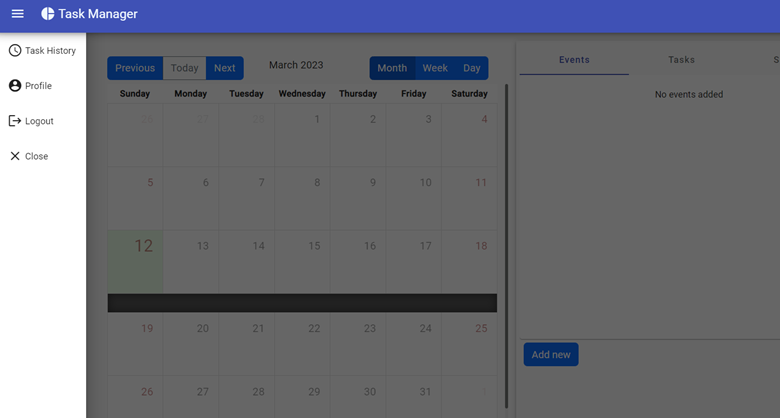 Task Manager
Task History
Profile
Logout
Close
Previous Today Next
March 2023
Month Week Day
Sunday Monday Tuesday Wednesday Thursday Friday Saturday
26 27 28 1 2 3 4
5 6 7 8 9 10 11
12 13 14 15 16 17 18
19 20 21 22 23 24 25
26 27 28 29 30 31 1
Events Tasks S
No events added
Add new